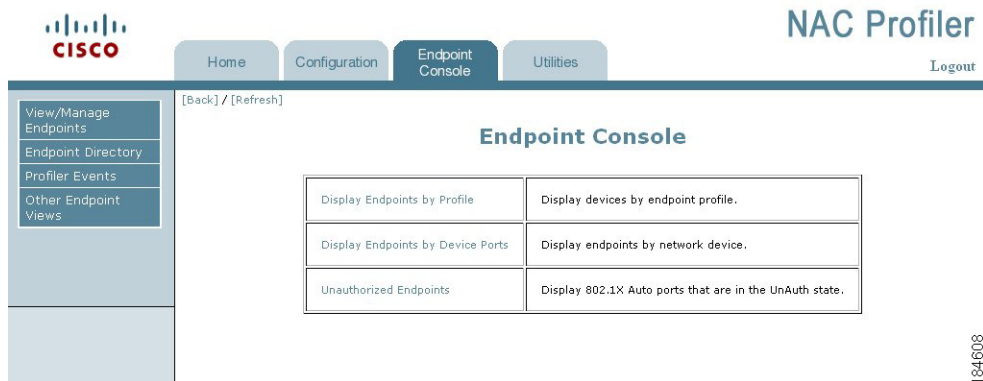 CISCO
NAC Profiler
Home
Configuration
Endpoint
Console
Utilities
Logout
[Back] / [Refresh]
View/Manage
Endpoints
Endpoint Directory
Profiler Events
Other Endpoint
Views
Endpoint Console
Display Endpoints by Profile
Display devices by endpoint profile.
Display Endpoints by Device Ports
Display endpoints by network device.
Unauthorized Endpoints
Display 802.1X Auto ports that are in the UnAuth state.
184608